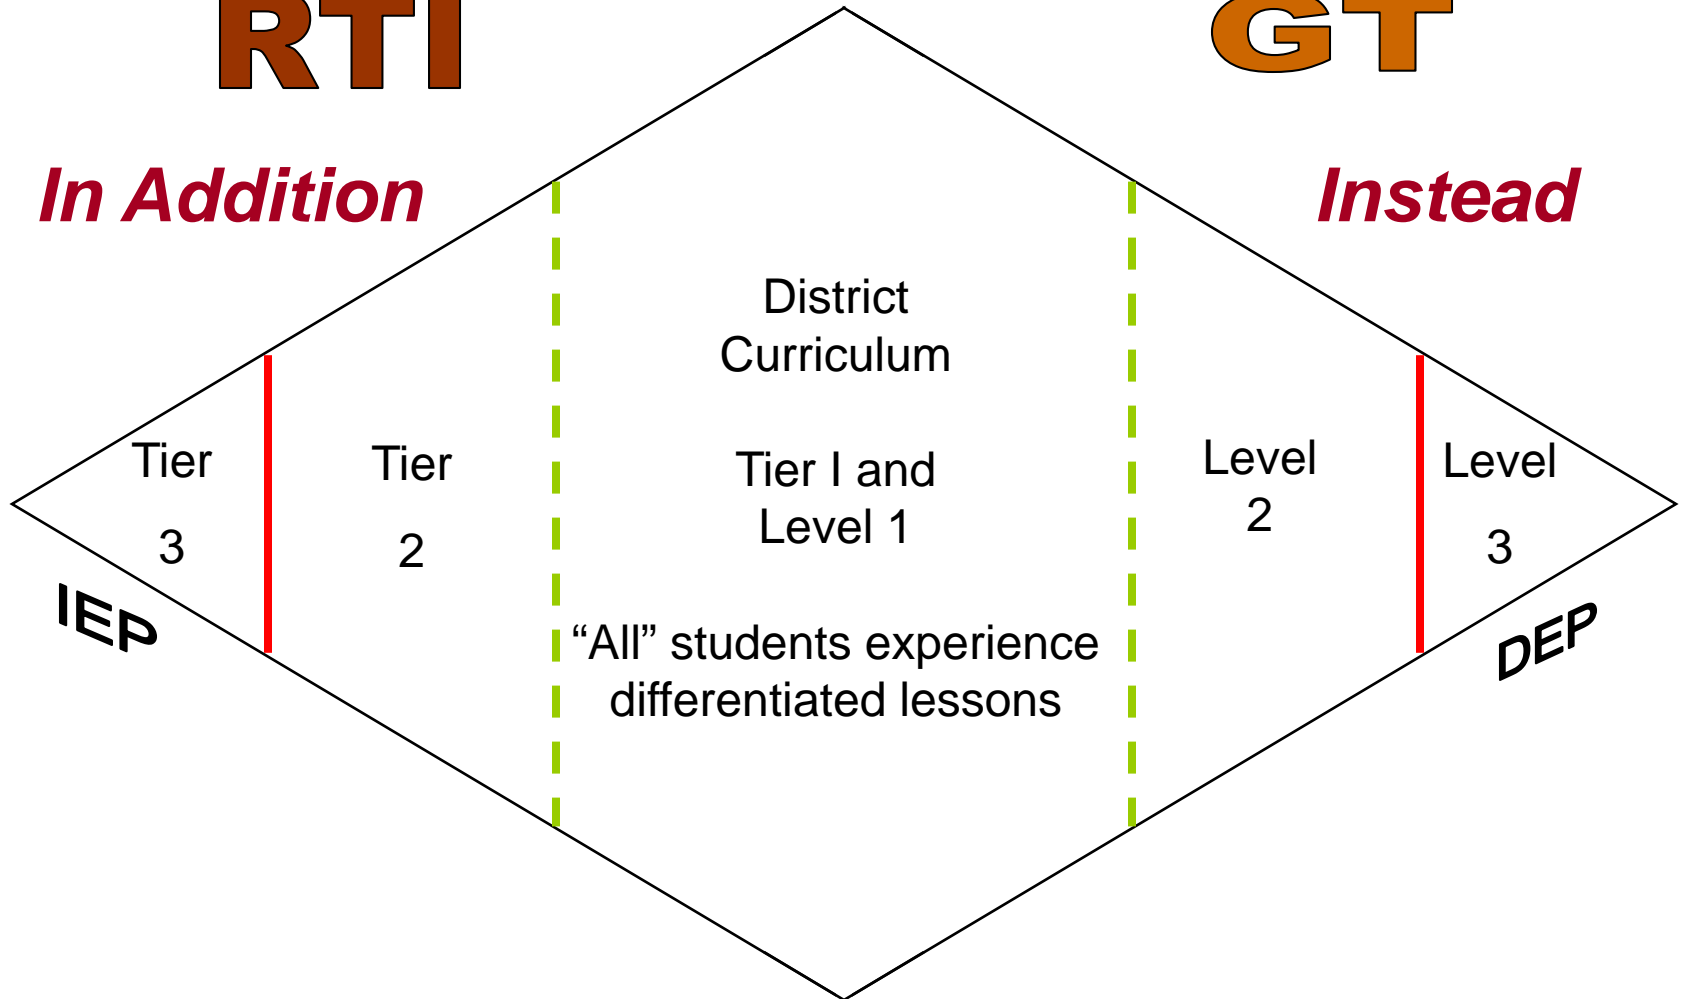 RTI
GT
In Addition
Instead
District
Curriculum
Tier I and
Level 1
“All” students experience
differentiated lessons
Tier
3
Tier
2
Level
2
Level
3
IEP
DEP